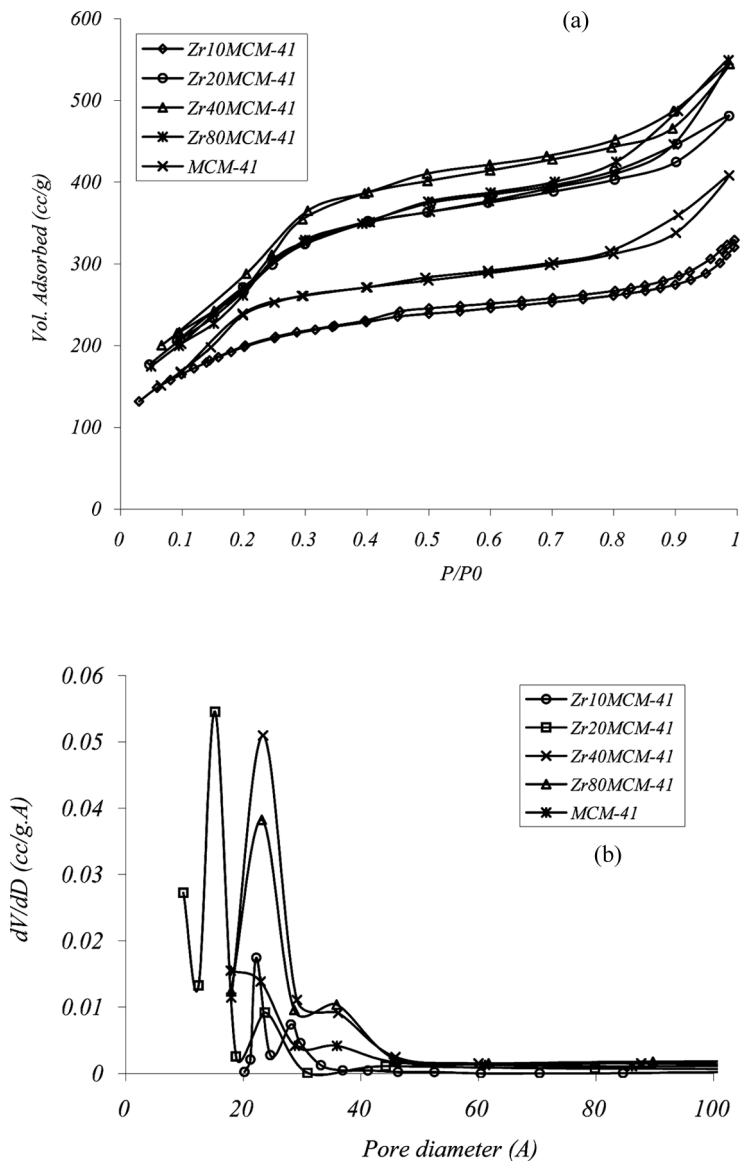 (a)
600
500
400
300
200
100
0
Vol. Adsorbed (cc/g)
Zr10MCM-41
Zr20MCM-41
Zr40MCM-41
Zr80MCM-41
MCM-41
0 0.1 0.2 0.3 0.4 0.5 0.6 0.7 0.8 0.9 1
P/P0
0.06
0.05
0.04
0.03
0.02
0.01
0
dV/dD (cc/g.A)
Zr10MCM-41
Zr20MCM-41
Zr40MCM-41
Zr80MCM-41
MCM-41
(b)
0 20 40 60 80 100
Pore diameter (A)